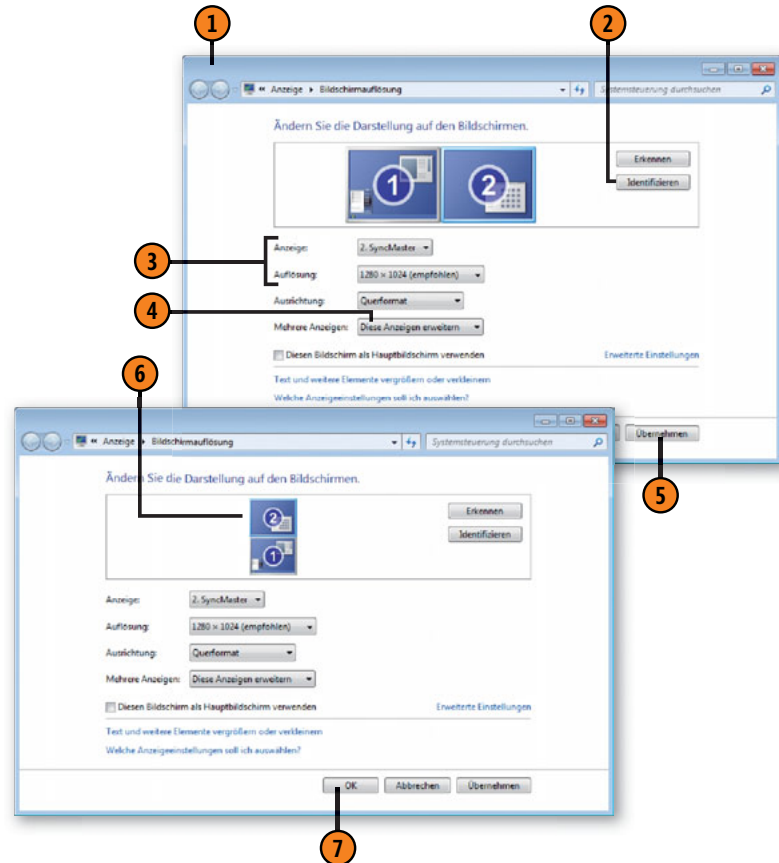 1
2
« Anzeige ▸ Bildschirmauflösung
Systemsteuerung durchsuchen
Ändern Sie die Darstellung auf den Bildschirmen.
1
2
Erkennen
Identifizieren
3
Anzeige: 2. SyncMaster
Auflösung: 1280 × 1024 (empfohlen)
Ausrichtung: Querformat
4
Mehrere Anzeigen: Diese Anzeigen erweitern
Diesen Bildschirm als Hauptbildschirm verwenden
Erweiterte Einstellungen
Text und weitere Elemente vergrößern oder verkleinern
Welche Anzeigeeinstellungen soll ich auswählen?
Übernehmen
5
6
« Anzeige ▸ Bildschirmauflösung
Systemsteuerung durchsuchen
Ändern Sie die Darstellung auf den Bildschirmen.
2
1
Erkennen
Identifizieren
Anzeige: 2. SyncMaster
Auflösung: 1280 × 1024 (empfohlen)
Ausrichtung: Querformat
Mehrere Anzeigen: Diese Anzeigen erweitern
Diesen Bildschirm als Hauptbildschirm verwenden
Erweiterte Einstellungen
Text und weitere Elemente vergrößern oder verkleinern
Welche Anzeigeeinstellungen soll ich auswählen?
OK Abbrechen Übernehmen
7